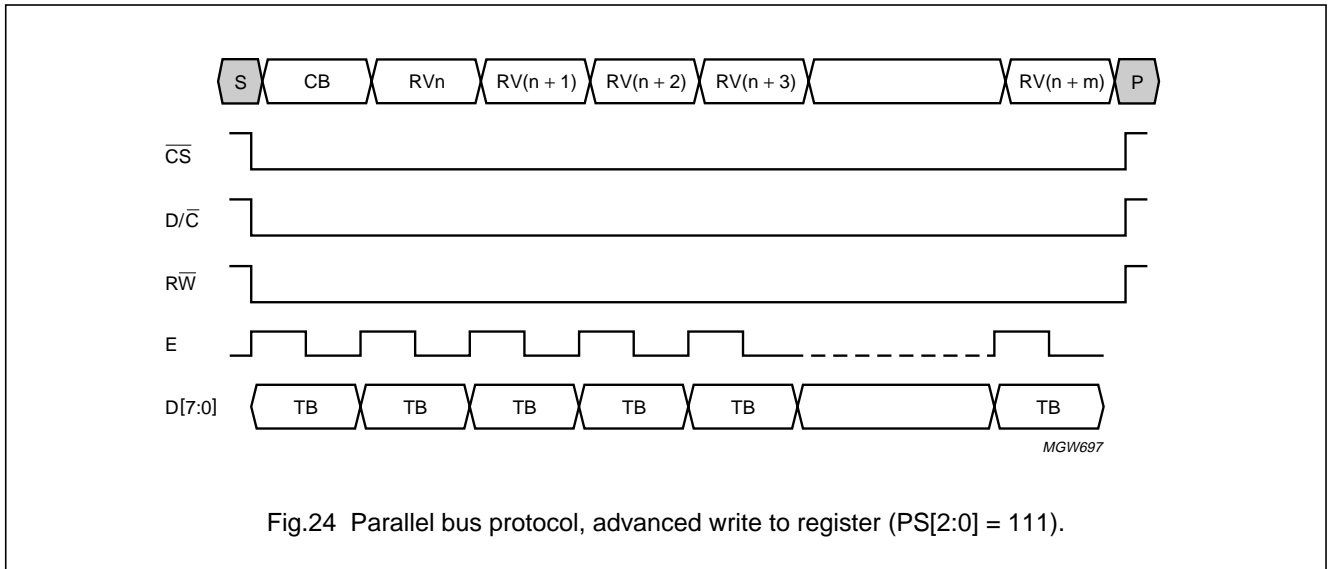 S CB RVn RV(n + 1) RV(n + 2) RV(n + 3) RV(n + m) P
C̅S̅
D/C̅
RW̅
E
D[7:0] TB TB TB TB TB TB
MGW697
Fig.24 Parallel bus protocol, advanced write to register (PS[2:0] = 111).